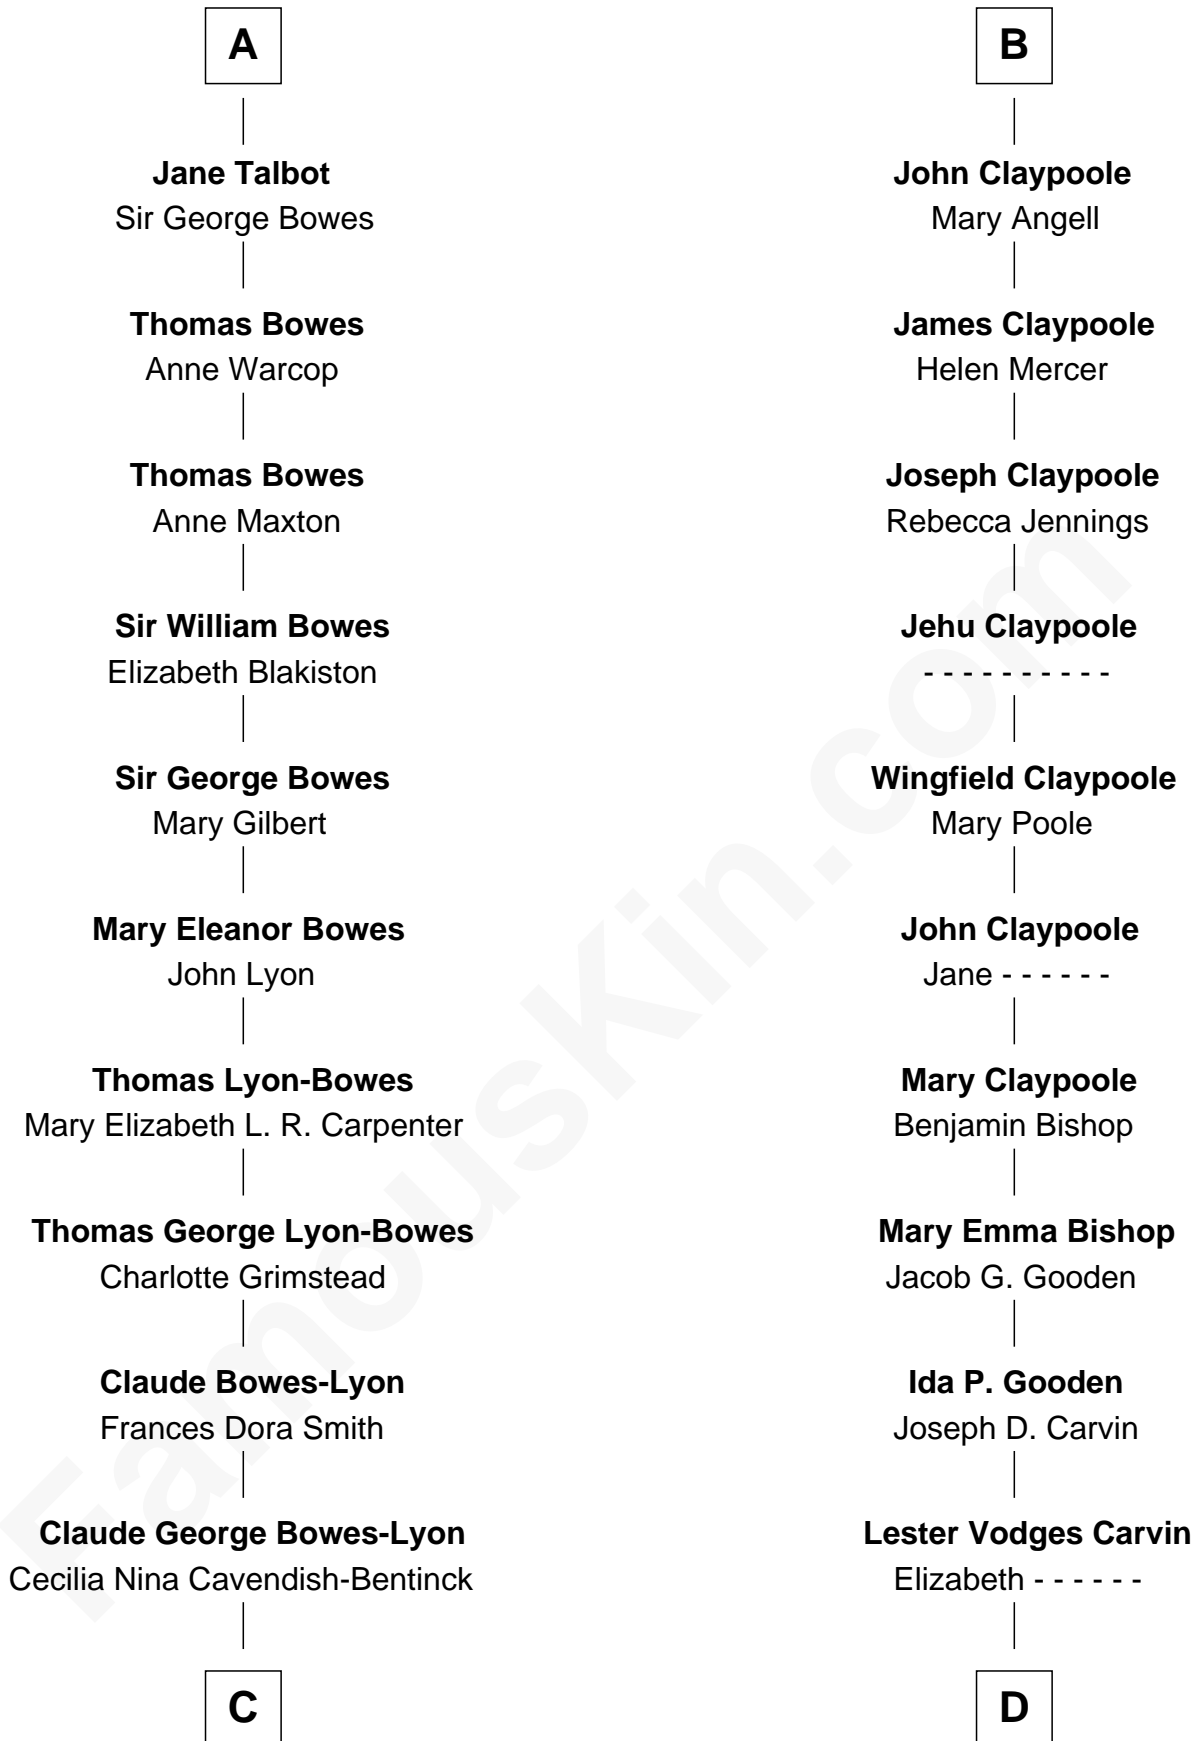 A
Jane Talbot
Sir George Bowes
Thomas Bowes
Anne Warcop
Thomas Bowes
Anne Maxton
Sir William Bowes
Elizabeth Blakiston
Sir George Bowes
Mary Gilbert
Mary Eleanor Bowes
John Lyon
Thomas Lyon-Bowes
Mary Elizabeth L. R. Carpenter
Thomas George Lyon-Bowes
Charlotte Grimstead
Claude Bowes-Lyon
Frances Dora Smith
Claude George Bowes-Lyon
Cecilia Nina Cavendish-Bentinck
C
B
John Claypoole
Mary Angell
James Claypoole
Helen Mercer
Joseph Claypoole
Rebecca Jennings
Jehu Claypoole
- - - - - - - - - -
Wingfield Claypoole
Mary Poole
John Claypoole
Jane - - - - - -
Mary Claypoole
Benjamin Bishop
Mary Emma Bishop
Jacob G. Gooden
Ida P. Gooden
Joseph D. Carvin
Lester Vodges Carvin
Elizabeth - - - - - -
D
FamousKin.com